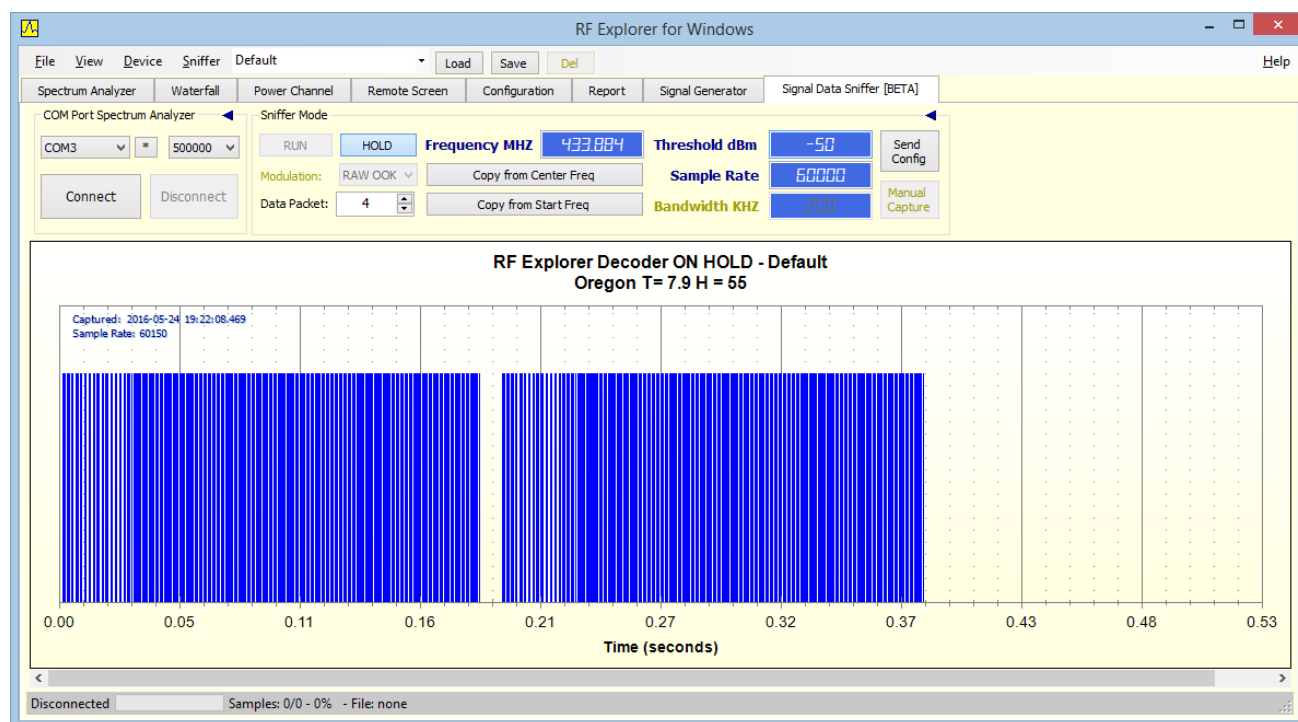 RF Explorer for Windows
File View Device Sniffer Default Load Save Del Help
Spectrum Analyzer Waterfall Power Channel Remote Screen Configuration Report Signal Generator Signal Data Sniffer [BETA]
COM Port Spectrum Analyzer Sniffer Mode
COM3 * 500000 RUN HOLD Frequency MHZ 433.884 Threshold dBm -50 Send Config
Modulation: RAW OOK Copy from Center Freq Sample Rate 60000
Connect Disconnect Data Packet: 4 Copy from Start Freq Bandwidth KHZ 200 Manual Capture
RF Explorer Decoder ON HOLD - Default
Oregon T= 7.9 H = 55
Captured: 2016-05-24 19:22:08.469
Sample Rate: 60150
0.00 0.05 0.11 0.16 0.21 0.27 0.32 0.37 0.43 0.48 0.53
Time (seconds)
Disconnected Samples: 0/0 - 0% - File: none